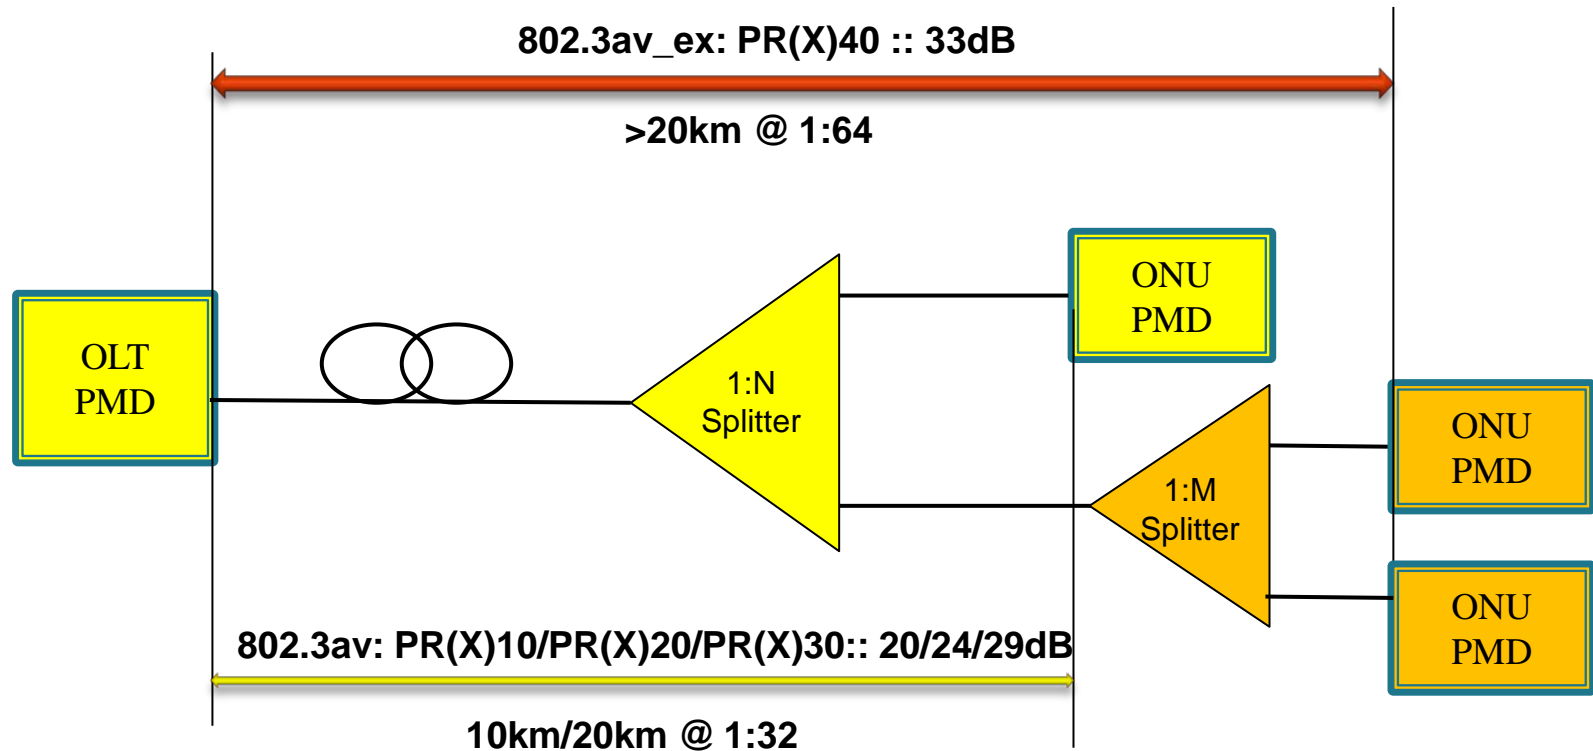 802.3av_ex: PR(X)40 :: 33dB
>20km @ 1:64
OLT
PMD
1:N
Splitter
ONU
PMD
1:M
Splitter
ONU
PMD
ONU
PMD
802.3av: PR(X)10/PR(X)20/PR(X)30:: 20/24/29dB
10km/20km @ 1:32